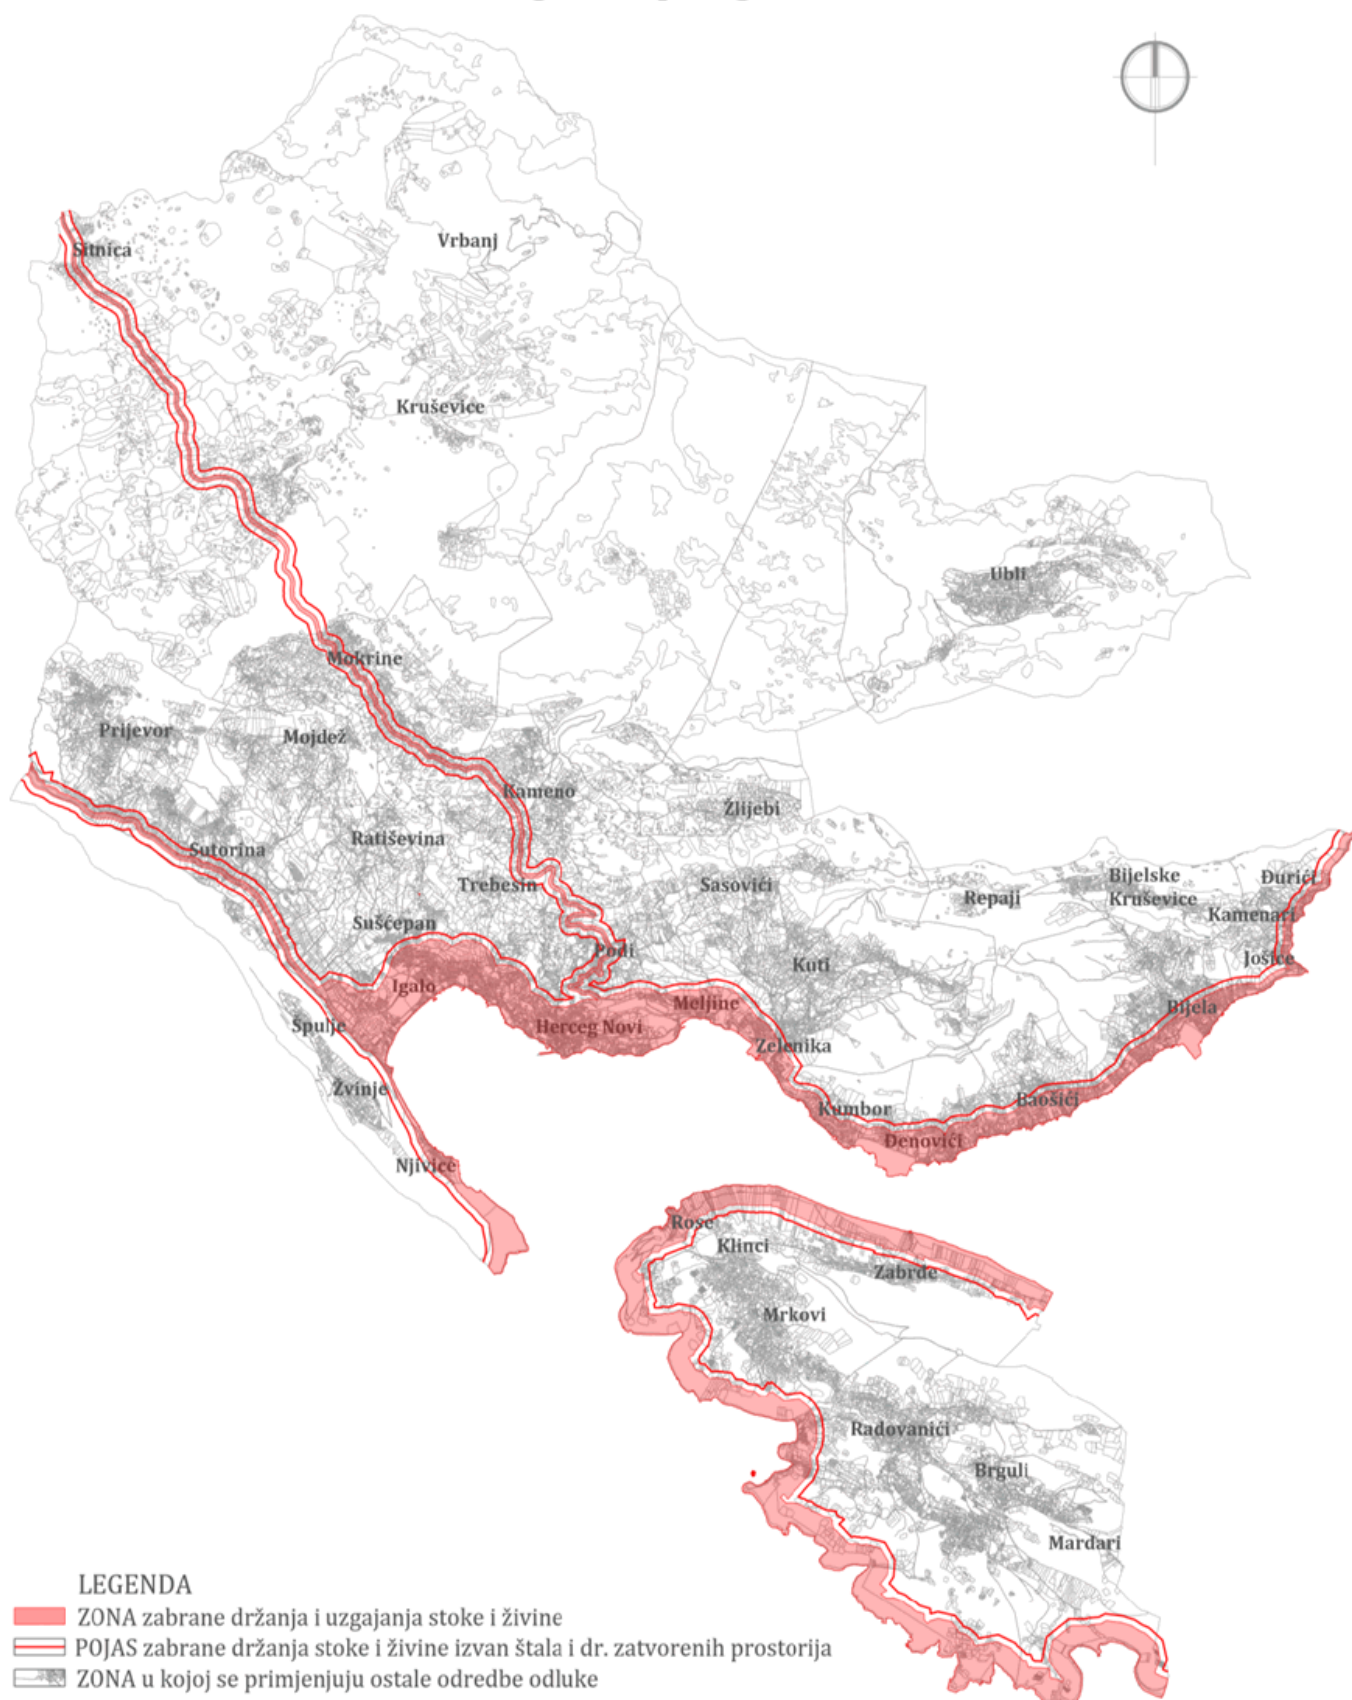 Sitnica
Vrbanj
Kruševice
Ubli
Mokrine
Prijevor
Mojdež
Kameno
Žlijebi
Sutorina
Ratiševina
Trebesin
Sasovići
Repaji
Bijelske
Kruševice
Đurići
Kamenari
Sušćepan
Podi
Kuti
Jošice
Igalo
Meljine
Bijela
Herceg Novi
Špulje
Zelenika
Žvinje
Kumbor
Baošići
Đenovići
Njivice
Rose
Klinci
Zabrđe
Mrkovi
Radovanići
Brguli
Mardari
LEGENDA
ZONA zabrane držanja i uzgajanja stoke i živine
POJAS zabrane držanja stoke i živine izvan štala i dr. zatvorenih prostorija
ZONA u kojoj se primjenjuju ostale odredbe odluke